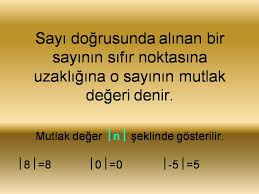 Sayı doğrusunda alınan bir
sayının sıfır noktasına
uzaklığına o sayının mutlak
değeri denir.
Mutlak değer |n| şeklinde gösterilir.
|8|=8 |0|=0 |-5|=5